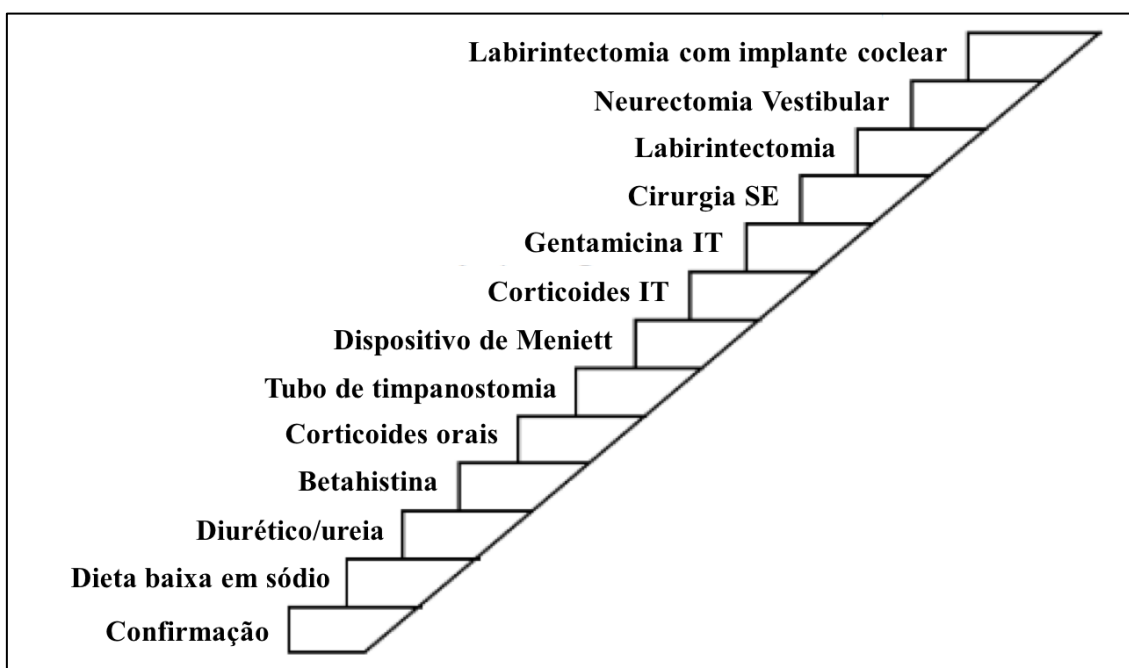 Labirintectomia com implante coclear
Neurectomia Vestibular
Labirintectomia
Cirurgia SE
Gentamicina IT
Corticoides IT
Dispositivo de Meniett
Tubo de timpanostomia
Corticoides orais
Betahistina
Diurético/ureia
Dieta baixa em sódio
Confirmação